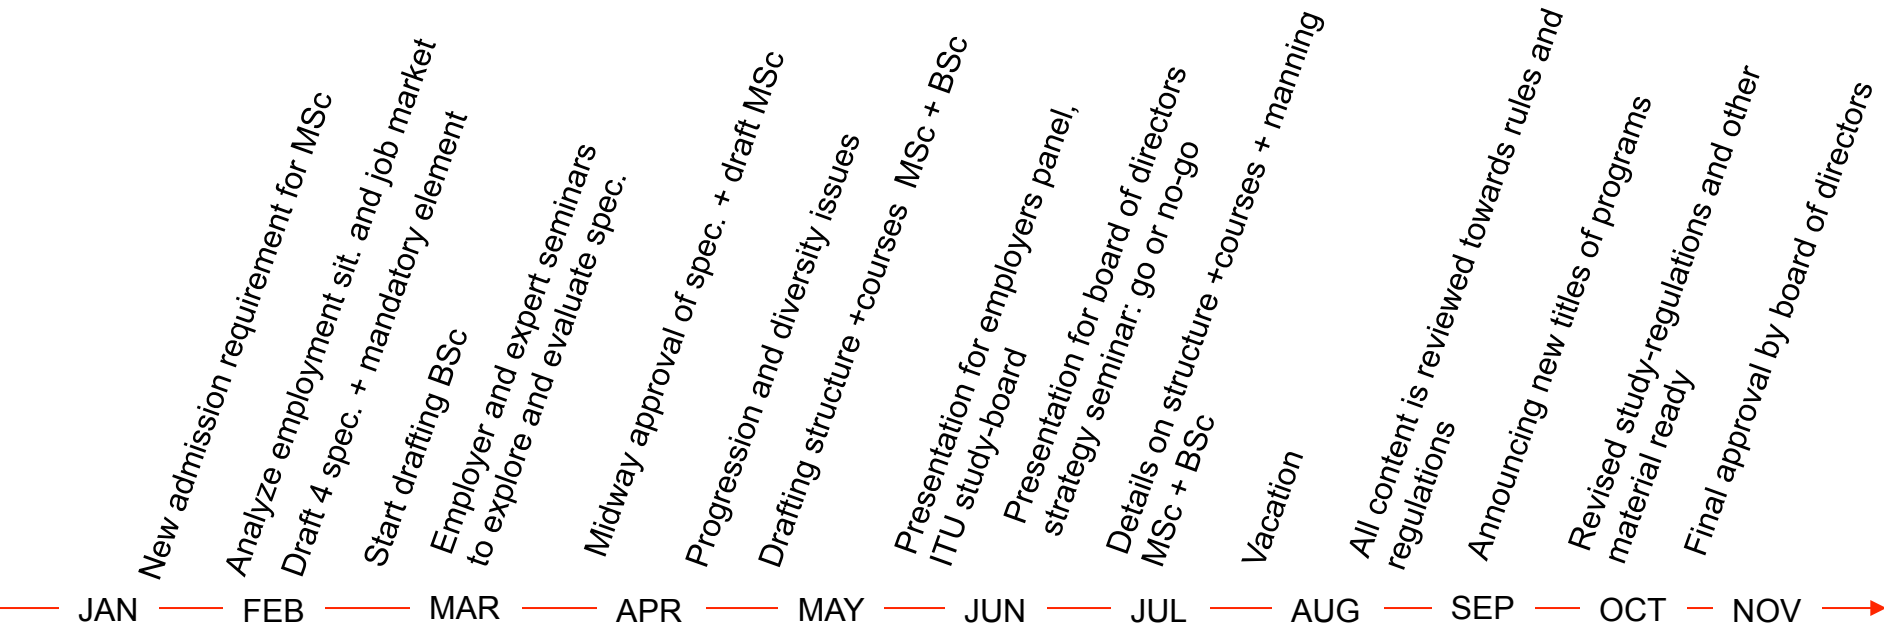 New admission requirement for MSc
Analyze employment sit. and job market
Draft 4 spec. + mandatory element
Start drafting BSc
Employer and expert seminars
to explore and evaluate spec.
Midway approval of spec. + draft MSc
Progression and diversity issues
Drafting structure +courses MSc + BSc
Presentation for employers panel,
ITU study-board
Presentation for board of directors
strategy seminar: go or no-go
Details on structure +courses + manning
MSc + BSc
Vacation
All content is reviewed towards rules and
regulations
Announcing new titles of programs
Revised study-regulations and other
material ready
Final approval by board of directors
JAN FEB MAR APR MAY JUN JUL AUG SEP OCT NOV